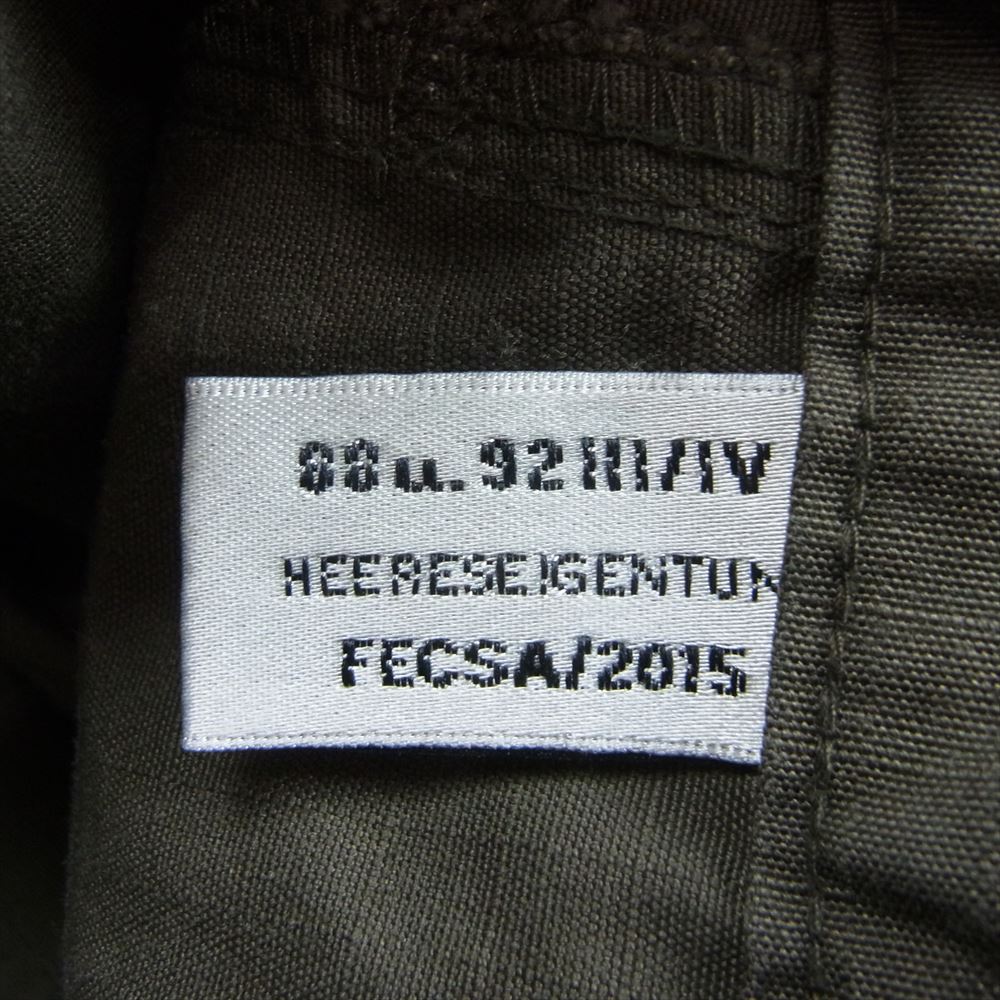 88 u. 92 III/IV
HEERESEIGENTUM
FECSA/2015